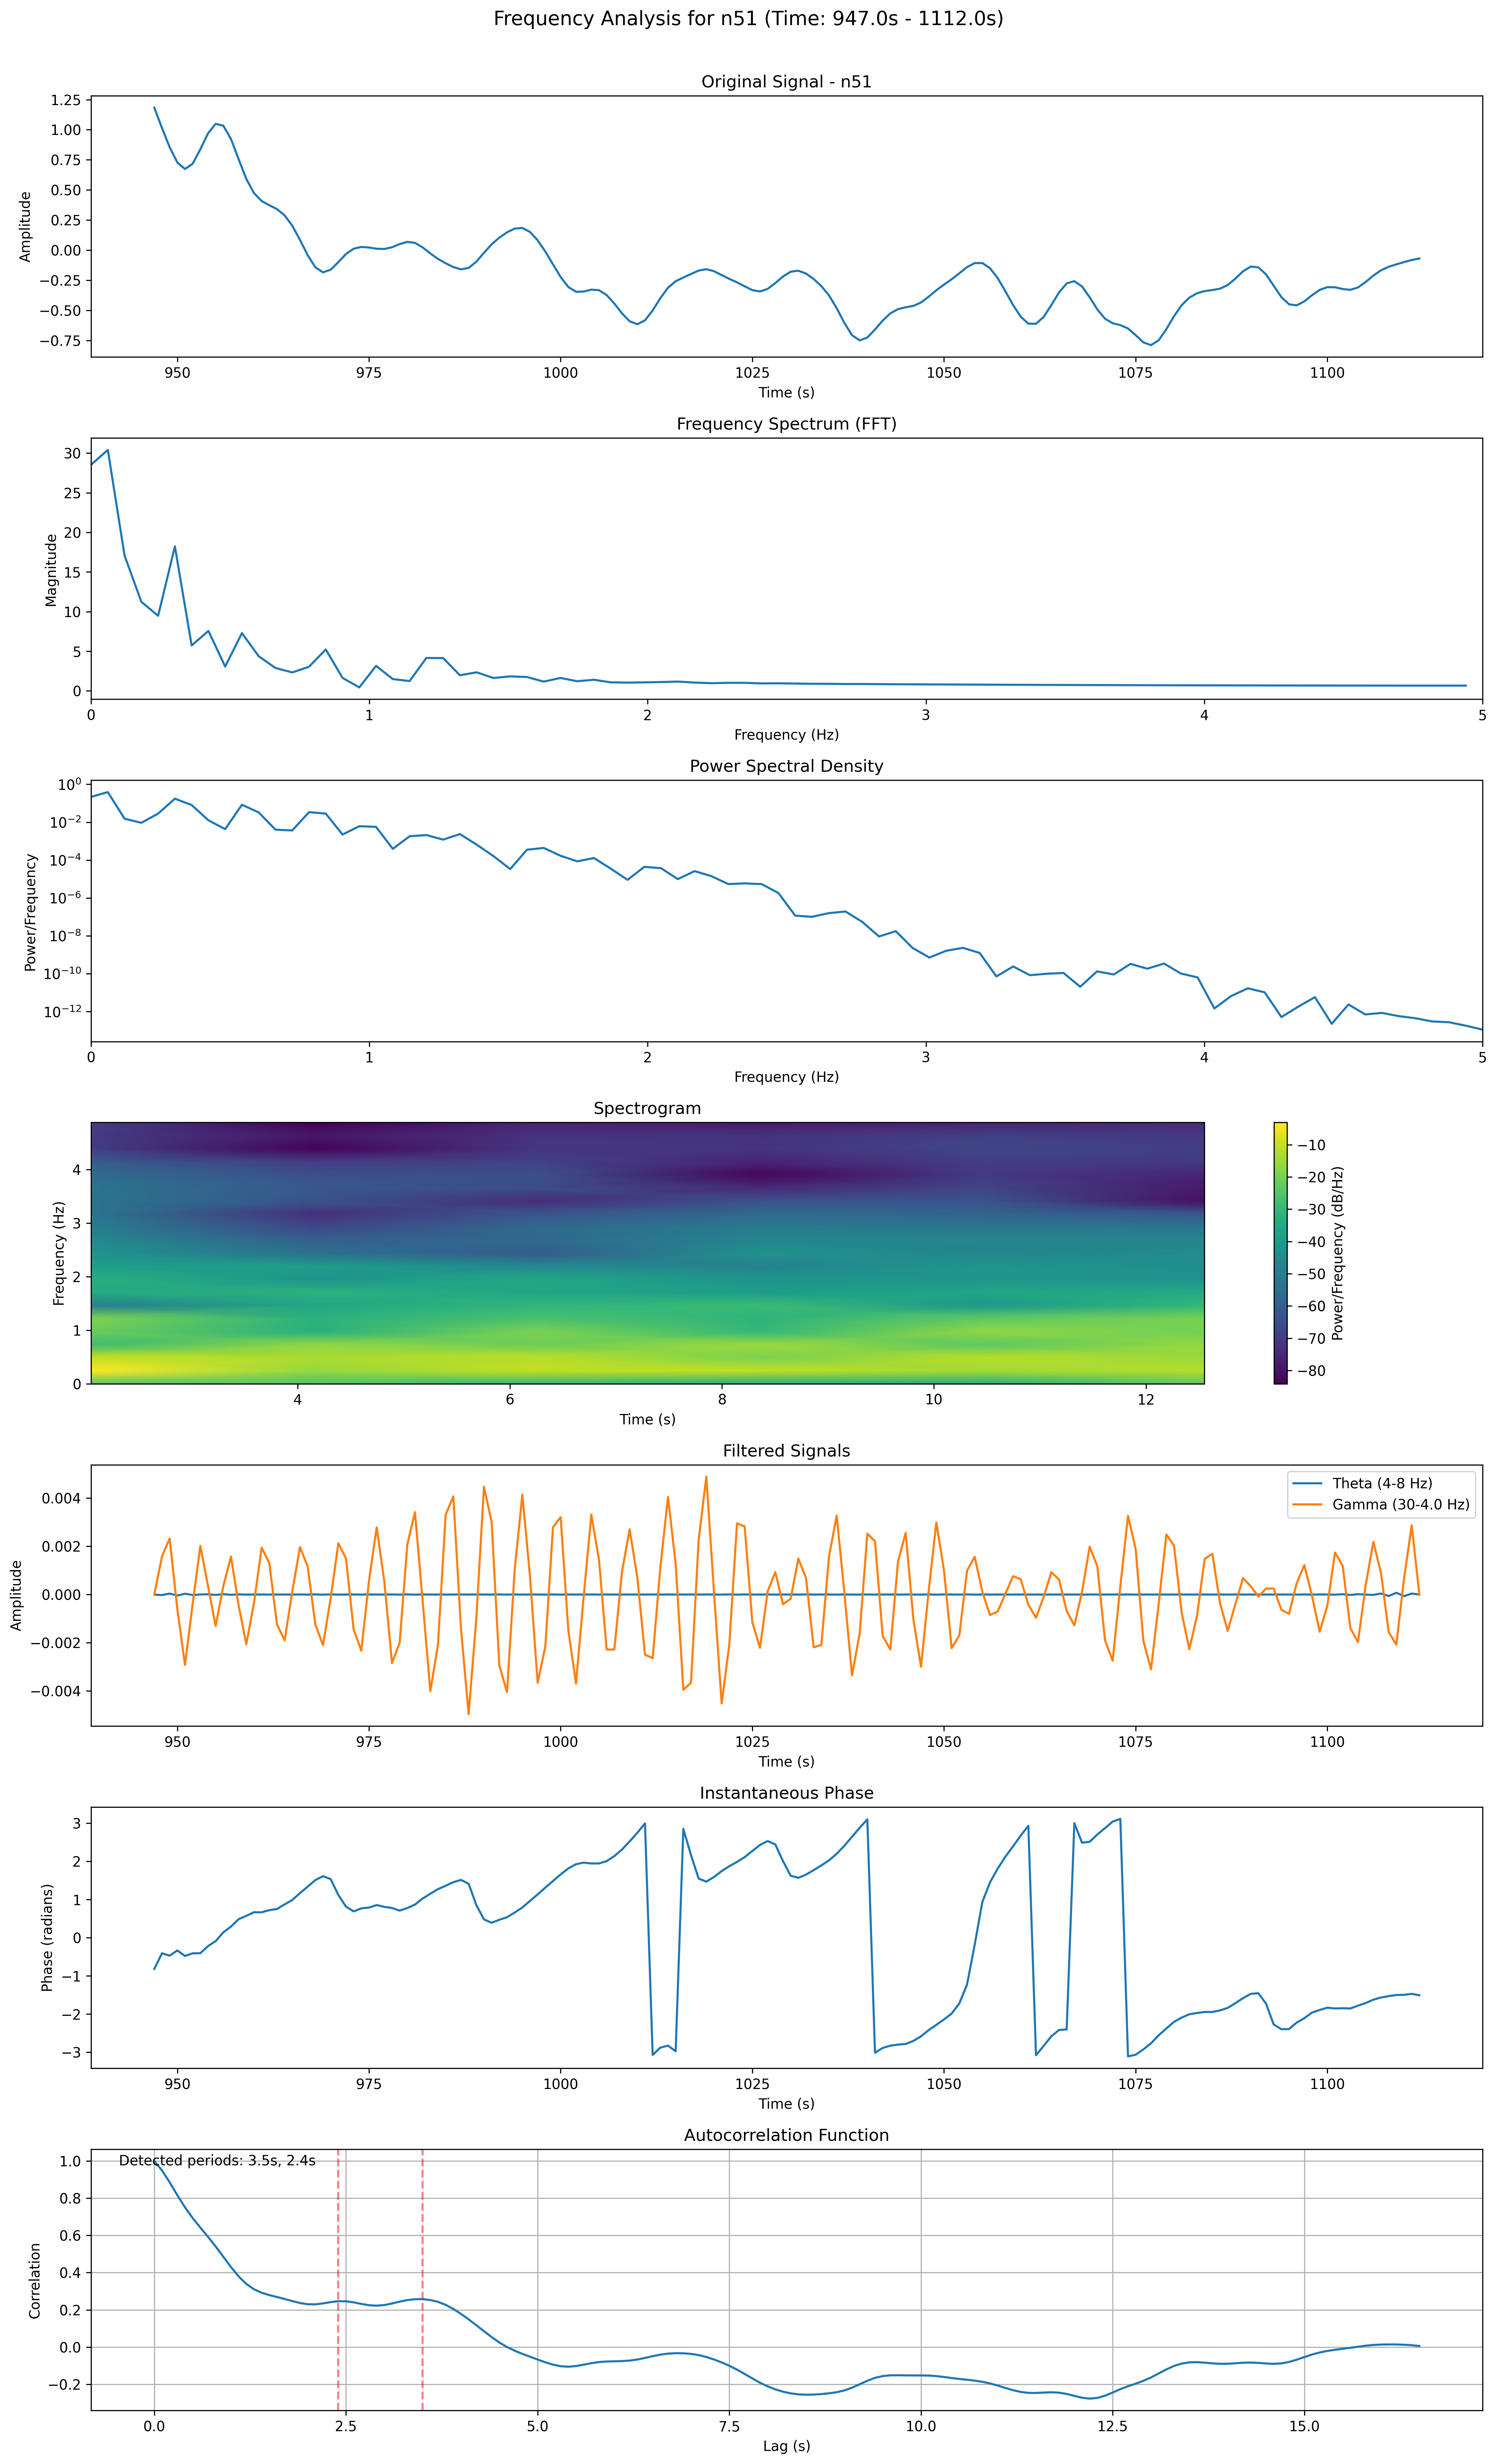 Frequency Analysis for n51 (Time: 947.0s - 1112.0s)
Original Signal - n51
1.25
1.00
0.75
0.50
0.25
0.00
−0.25
−0.50
−0.75
Amplitude
950 975 1000 1025 1050 1075 1100
Time (s)
Frequency Spectrum (FFT)
30
25
20
15
10
5
0
Magnitude
0 1 2 3 4 5
Frequency (Hz)
Power Spectral Density
10⁰
10⁻²
10⁻⁴
10⁻⁶
10⁻⁸
10⁻¹⁰
10⁻¹²
Power/Frequency
0 1 2 3 4 5
Frequency (Hz)
Spectrogram
4
3
2
1
0
Frequency (Hz)
4 6 8 10 12
Time (s)
−10
−20
−30
−40
−50
−60
−70
−80
Power/Frequency (dB/Hz)
Filtered Signals
Theta (4-8 Hz)
Gamma (30-4.0 Hz)
0.004
0.002
0.000
−0.002
−0.004
Amplitude
950 975 1000 1025 1050 1075 1100
Time (s)
Instantaneous Phase
3
2
1
0
−1
−2
−3
Phase (radians)
950 975 1000 1025 1050 1075 1100
Time (s)
Autocorrelation Function
Detected periods: 3.5s, 2.4s
1.0
0.8
0.6
0.4
0.2
0.0
−0.2
Correlation
0.0 2.5 5.0 7.5 10.0 12.5 15.0
Lag (s)